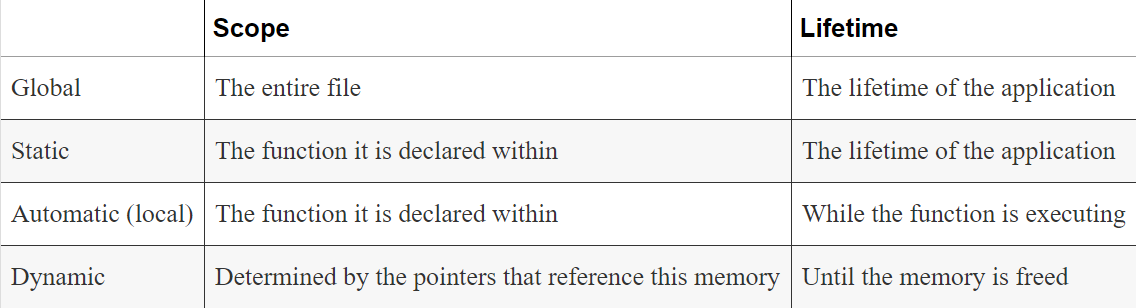 Scope Lifetime
Global The entire file The lifetime of the application
Static The function it is declared within The lifetime of the application
Automatic (local) The function it is declared within While the function is executing
Dynamic Determined by the pointers that reference this memory Until the memory is freed